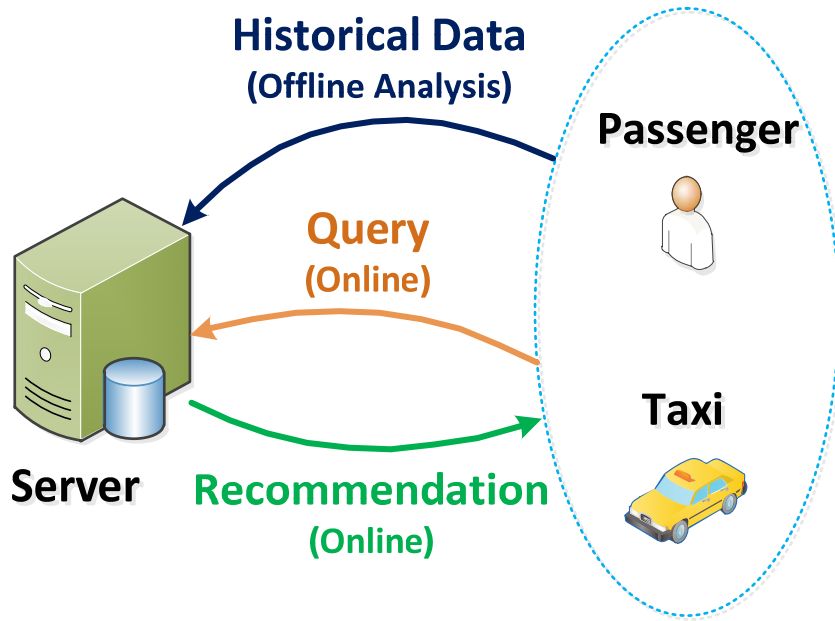 Historical Data
(Offline Analysis)
Passenger
Query
(Online)
Taxi
Server
Recommendation
(Online)